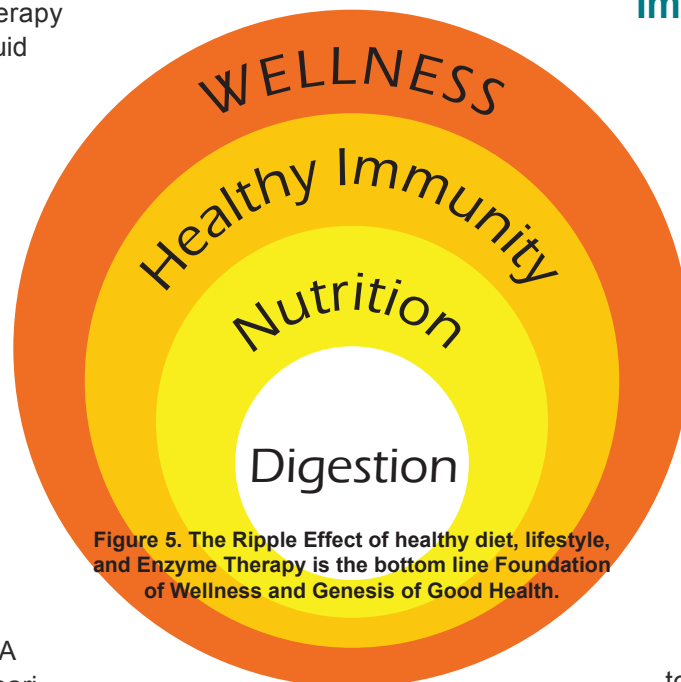 erapy
uid
Im
WELLNESS
Healthy Immunity
Nutrition
Digestion
Figure 5. The Ripple Effect of healthy diet, lifestyle,
and Enzyme Therapy is the bottom line Foundation
of Wellness and Genesis of Good Health.
A